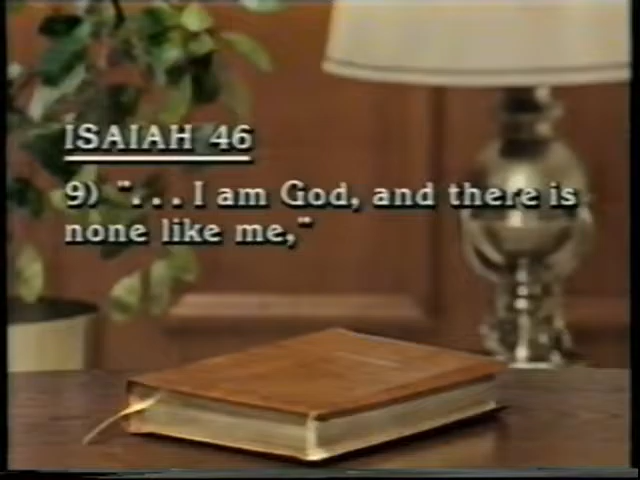 ISAIAH 46
9) "... I am God, and there is
none like me,"